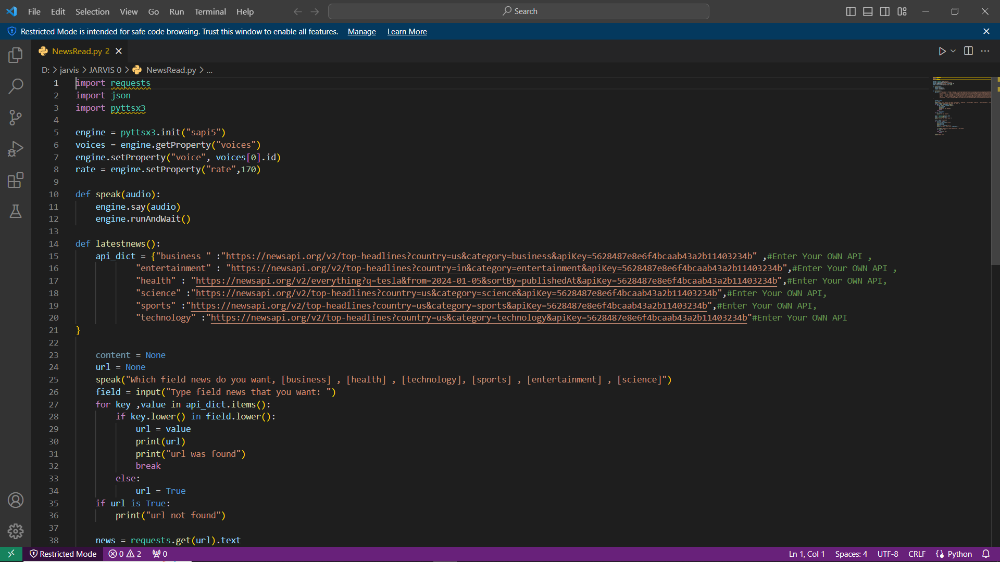 File Edit Selection View Go Run Terminal Help Search
Restricted Mode is intended for safe code browsing. Trust this window to enable all features. Manage Learn More
NewsRead.py 2
D: > jarvis > JARVIS 0 > NewsRead.py > ...
1 import requests
2 import json
3 import pyttsx3
4
5 engine = pyttsx3.init("sapi5")
6 voices = engine.getProperty("voices")
7 engine.setProperty("voice", voices[0].id)
8 rate = engine.setProperty("rate",170)
9
10 def speak(audio):
11     engine.say(audio)
12     engine.runAndWait()
13
14 def latestnews():
15     api_dict = {"business " :"https://newsapi.org/v2/top-headlines?country=us&category=business&apiKey=5628487e8e6f4bcaab43a2b11403234b" ,#Enter Your OWN API ,
16             "entertainment" : "https://newsapi.org/v2/top-headlines?country=in&category=entertainment&apiKey=5628487e8e6f4bcaab43a2b11403234b",#Enter Your OWN API ,
17             "health" : "https://newsapi.org/v2/everything?q=tesla&from=2024-01-05&sortBy=publishedAt&apiKey=5628487e8e6f4bcaab43a2b11403234b",#Enter Your OWN API,
18             "science" :"https://newsapi.org/v2/top-headlines?country=us&category=science&apiKey=5628487e8e6f4bcaab43a2b11403234b",#Enter Your OWN API,
19             "sports" :"https://newsapi.org/v2/top-headlines?country=us&category=sports&apiKey=5628487e8e6f4bcaab43a2b11403234b",#Enter Your OWN API,
20             "technology" :"https://newsapi.org/v2/top-headlines?country=us&category=technology&apiKey=5628487e8e6f4bcaab43a2b11403234b"#Enter Your OWN API
21 }
22
23     content = None
24     url = None
25     speak("Which field news do you want, [business] , [health] , [technology], [sports] , [entertainment] , [science]")
26     field = input("Type field news that you want: ")
27     for key ,value in api_dict.items():
28         if key.lower() in field.lower():
29             url = value
30             print(url)
31             print("url was found")
32             break
33         else:
34             url = True
35     if url is True:
36         print("url not found")
37
38     news = requests.get(url).text
Restricted Mode 0 2 0 Ln 1, Col 1 Spaces: 4 UTF-8 CRLF Python